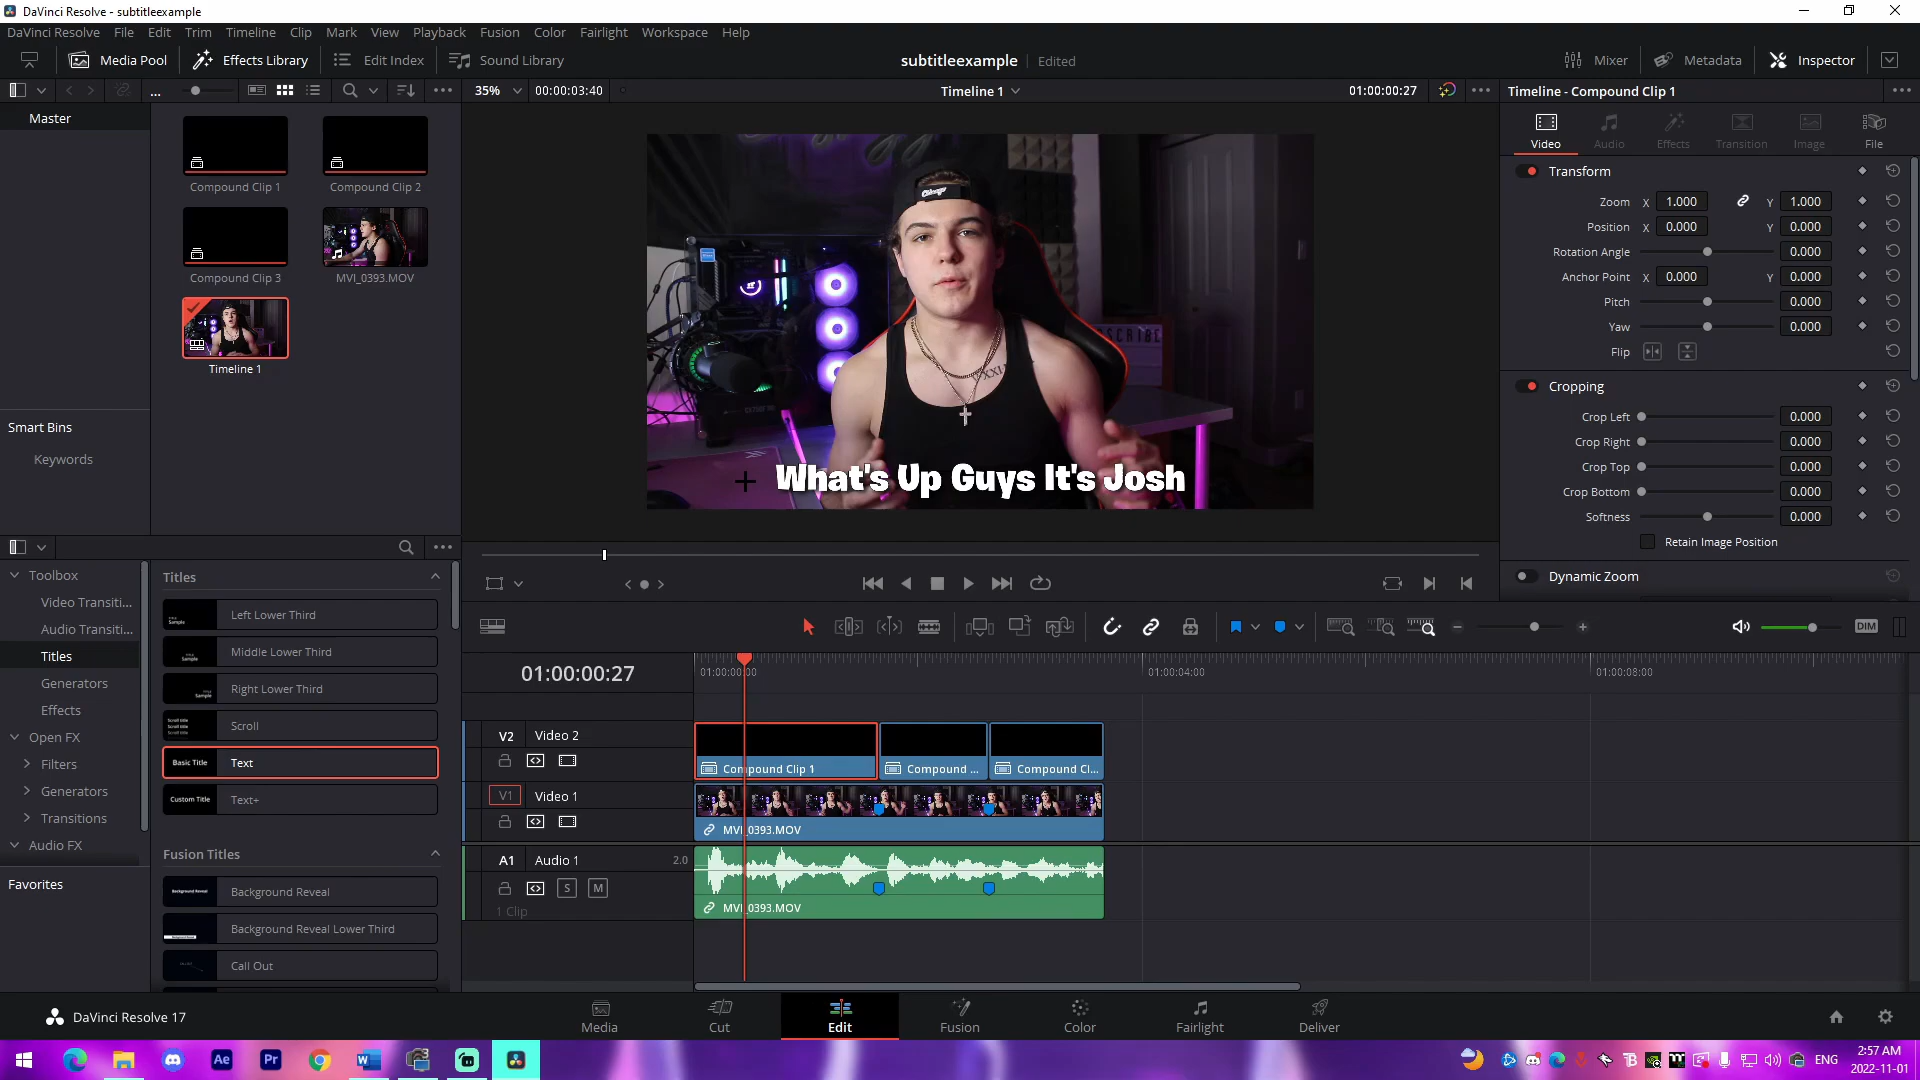 DaVinci Resolve - subtitleexample
DaVinci Resolve File Edit Trim Timeline Clip Mark View Playback Fusion Color Fairlight Workspace Help
Media Pool Effects Library Edit Index Sound Library subtitleexample Edited Mixer Metadata Inspector
... 35% 00:00:03:40 Timeline 1 01:00:00:27 Timeline - Compound Clip 1
Master
Compound Clip 1 Compound Clip 2
Compound Clip 3 MVI_0393.MOV
Timeline 1
Smart Bins
Keywords
What's Up Guys It's Josh
Video Audio Effects Transition Image File
Transform
Zoom X 1.000 Y 1.000
Position X 0.000 Y 0.000
Rotation Angle 0.000
Anchor Point X 0.000 Y 0.000
Pitch 0.000
Yaw 0.000
Flip
Cropping
Crop Left 0.000
Crop Right 0.000
Crop Top 0.000
Crop Bottom 0.000
Softness 0.000
Retain Image Position
Dynamic Zoom
Toolbox
Video Transiti...
Audio Transiti...
Titles
Generators
Effects
Open FX
Filters
Generators
Transitions
Audio FX
Favorites
Titles
Left Lower Third
Middle Lower Third
Right Lower Third
Scroll
Basic Title Text
Custom Title Text+
Fusion Titles
Background Reveal Background Reveal
Background Reveal Lower Third
Call Out
DIM
01:00:00:27 01:00:00:00 01:00:04:00 01:00:08:00
V2 Video 2
Compound Clip 1 Compound ... Compound Cl...
V1 Video 1
MVI_0393.MOV
A1 Audio 1 2.0
S M
1 Clip
MVI_0393.MOV
DaVinci Resolve 17 Media Cut Edit Fusion Color Fairlight Deliver
Ae Pr ENG 2:57 AM
2022-11-01